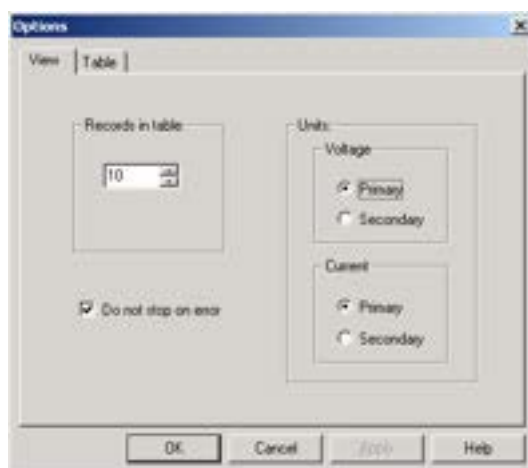 Options
View
Table
Records in table
10
Do not stop on error
Units
Voltage
Primary
Secondary
Current
Primary
Secondary
OK
Cancel
Apply
Help